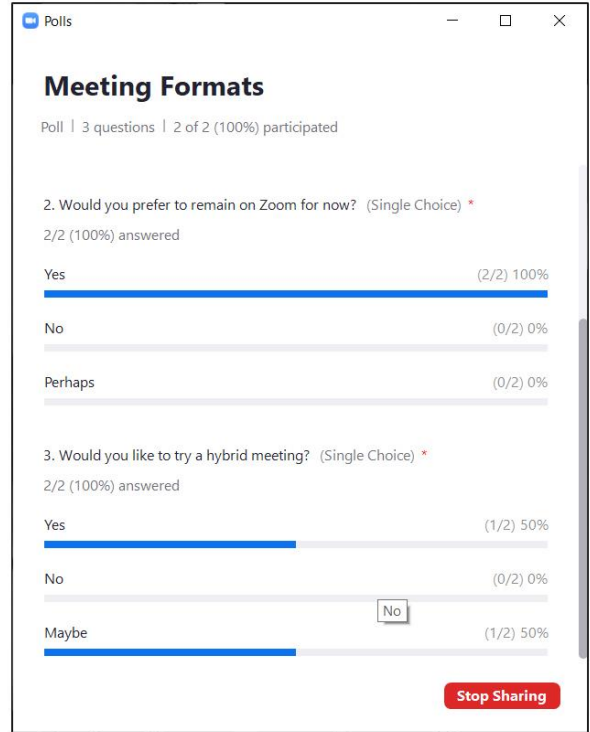 Polls
Meeting Formats
Poll | 3 questions | 2 of 2 (100%) participated
2. Would you prefer to remain on Zoom for now? (Single Choice) *
2/2 (100%) answered
Yes (2/2) 100%
No (0/2) 0%
Perhaps (0/2) 0%
3. Would you like to try a hybrid meeting? (Single Choice) *
2/2 (100%) answered
Yes (1/2) 50%
No (0/2) 0%
No
Maybe (1/2) 50%
Stop Sharing